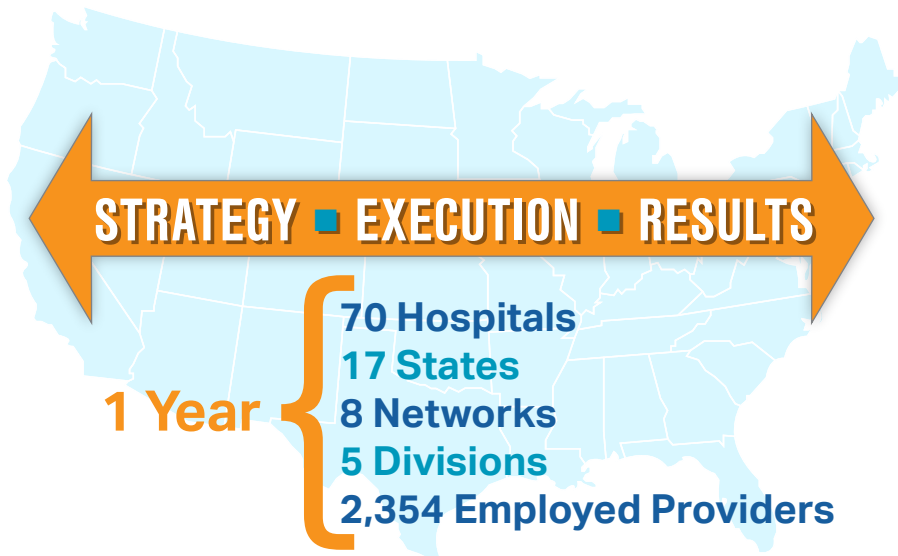 STRATEGY ▪ EXECUTION ▪ RESULTS
1 Year
70 Hospitals
17 States
8 Networks
5 Divisions
2,354 Employed Providers